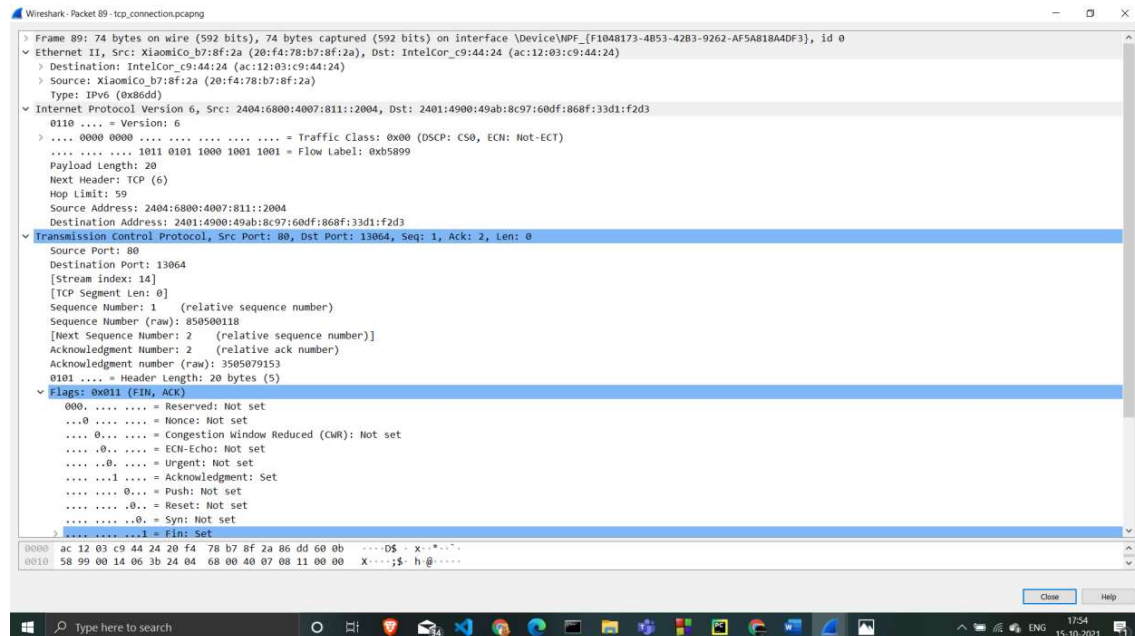 Wireshark · Packet 89 · tcp_connection.pcapng
Frame 89: 74 bytes on wire (592 bits), 74 bytes captured (592 bits) on interface \Device\NPF_{F1048173-4B53-42B3-9262-AF5A818A4DF3}, id 0
Ethernet II, Src: XiaomiCo_b7:8f:2a (20:f4:78:b7:8f:2a), Dst: IntelCor_c9:44:24 (ac:12:03:c9:44:24)
Destination: IntelCor_c9:44:24 (ac:12:03:c9:44:24)
Source: XiaomiCo_b7:8f:2a (20:f4:78:b7:8f:2a)
Type: IPv6 (0x86dd)
Internet Protocol Version 6, Src: 2404:6800:4007:811::2004, Dst: 2401:4900:49ab:8c97:60df:868f:33d1:f2d3
0110 .... = Version: 6
.... 0000 0000 .... .... .... .... .... = Traffic Class: 0x00 (DSCP: CS0, ECN: Not-ECT)
.... .... .... 1011 0101 1000 1001 1001 = Flow Label: 0xb5899
Payload Length: 20
Next Header: TCP (6)
Hop Limit: 59
Source Address: 2404:6800:4007:811::2004
Destination Address: 2401:4900:49ab:8c97:60df:868f:33d1:f2d3
Transmission Control Protocol, Src Port: 80, Dst Port: 13064, Seq: 1, Ack: 2, Len: 0
Source Port: 80
Destination Port: 13064
[Stream index: 14]
[TCP Segment Len: 0]
Sequence Number: 1    (relative sequence number)
Sequence Number (raw): 850500118
[Next Sequence Number: 2    (relative sequence number)]
Acknowledgment Number: 2    (relative ack number)
Acknowledgment number (raw): 3505079153
0101 .... = Header Length: 20 bytes (5)
Flags: 0x011 (FIN, ACK)
000. .... .... = Reserved: Not set
...0 .... .... = Nonce: Not set
.... 0... .... = Congestion Window Reduced (CWR): Not set
.... .0.. .... = ECN-Echo: Not set
.... ..0. .... = Urgent: Not set
.... ...1 .... = Acknowledgment: Set
.... .... 0... = Push: Not set
.... .... .0.. = Reset: Not set
.... .... ..0. = Syn: Not set
.... .... ...1 = Fin: Set
0000 ac 12 03 c9 44 24 20 f4 78 b7 8f 2a 86 dd 60 0b ····D$ · x··*··`·
0010 58 99 00 14 06 3b 24 04 68 00 40 07 08 11 00 00 X····;$· h·@·····
Close Help
Type here to search
ENG 17:54
15-10-2021